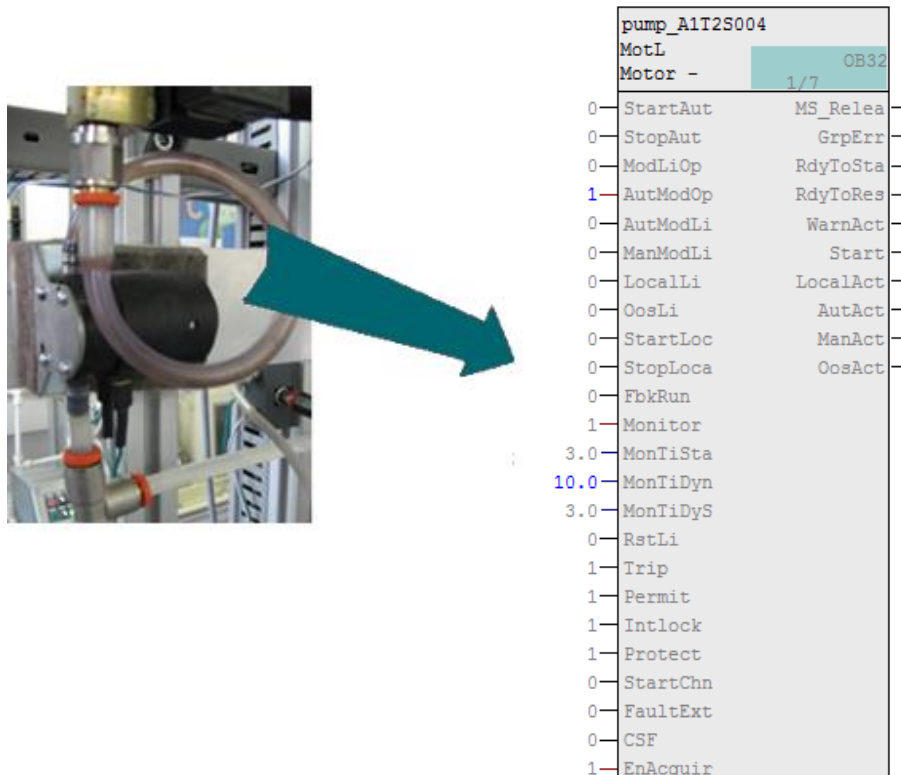 pump_A1T2S004
MotL
Motor -
OB32
1/7
0 StartAut MS_Relea
0 StopAut GrpErr
0 ModLiOp RdyToSta
1 AutModOp RdyToRes
0 AutModLi WarnAct
0 ManModLi Start
0 LocalLi LocalAct
0 OosLi AutAct
0 StartLoc ManAct
0 StopLoca OosAct
0 FbkRun
1 Monitor
3.0 MonTiSta
10.0 MonTiDyn
3.0 MonTiDyS
0 RstLi
1 Trip
1 Permit
1 Intlock
1 Protect
0 StartChn
0 FaultExt
0 CSF
1 EnAcquir